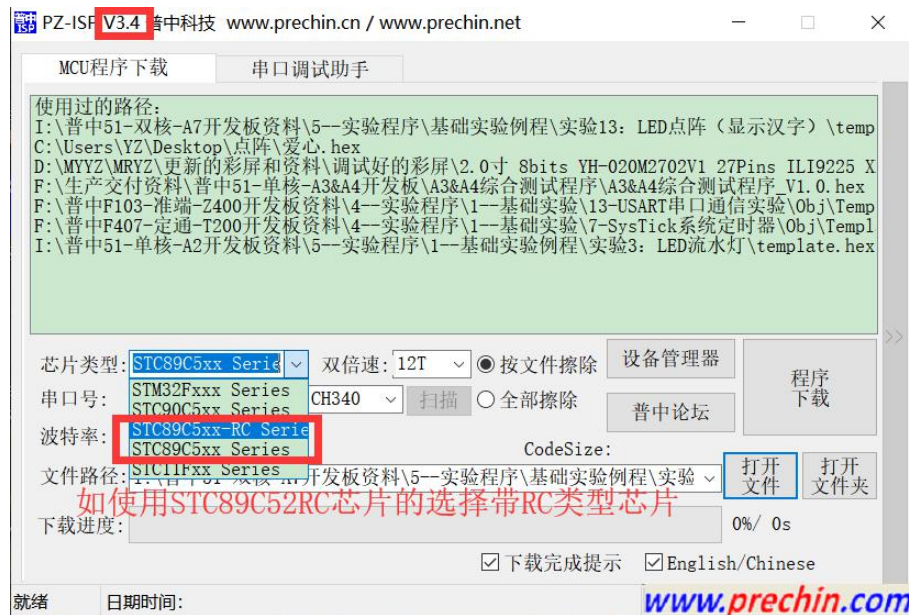 普中ISP PZ-ISP V3.4 普中科技 www.prechin.cn / www.prechin.net
MCU程序下载 串口调试助手
使用过的路径：
I:\普中51-双核-A7开发板资料\5--实验程序\基础实验例程\实验13：LED点阵（显示汉字）\temp
C:\Users\YZ\Desktop\点阵\爱心.hex
D:\MYYZ\MRYZ\更新的彩屏和资料\调试好的彩屏\2.0寸 8bits YH-020M2702V1 27Pins ILI9225 X
F:\生产交付资料\普中51-单核-A3&A4开发板\A3&A4综合测试程序\A3&A4综合测试程序_V1.0.hex
F:\普中F103-准端-Z400开发板资料\4--实验程序\1--基础实验\13-USART串口通信实验\Obj\Temp
F:\普中F407-定通-T200开发板资料\4--实验程序\1--基础实验\7-SysTick系统定时器\Obj\Templ
I:\普中51-单核-A2开发板资料\5--实验程序\1--基础实验例程\实验3：LED流水灯\template.hex
芯片类型: STC89C5xx Serie 双倍速: 12T 按文件擦除 设备管理器 程序下载
STM32Fxxx Series
串口号: CH340 扫描 全部擦除 普中论坛
STC90C5xx Series
波特率: STC89C5xx-RC Serie
STC89C5xx Series CodeSize:
STC11Fxx Series
文件路径: 开发板资料\5--实验程序\基础实验例程\实验 打开文件 打开文件夹
如使用STC89C52RC芯片的选择带RC类型芯片
下载进度: 0%/ 0s
下载完成提示 English/Chinese
就绪 日期时间: www.prechin.com